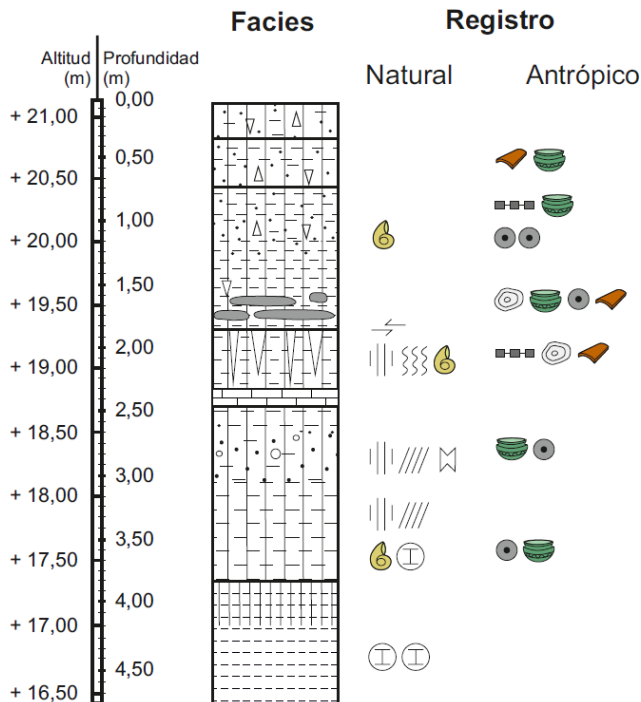 Facies
Registro
Altitud
(m)
Profundidad
(m)
Natural
Antrópico
0,00
+ 21,00
0,50
+ 20,50
1,00
+ 20,00
1,50
+ 19,50
2,00
+ 19,00
2,50
+ 18,50
3,00
+ 18,00
3,50
+ 17,50
4,00
+ 17,00
4,50
+ 16,50